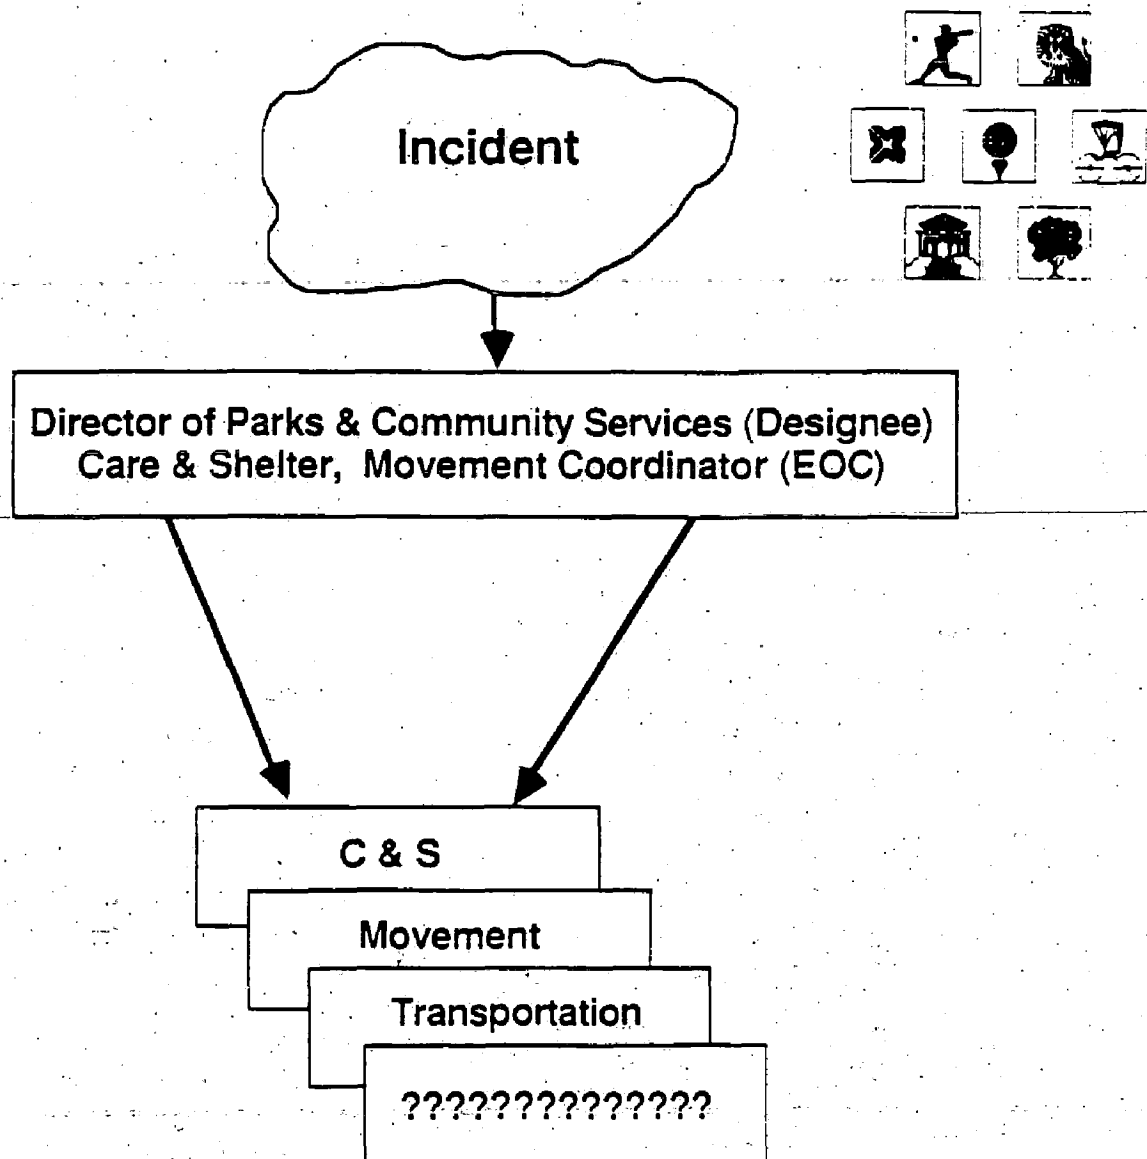 Incident
Director of Parks & Community Services (Designee)
Care & Shelter, Movement Coordinator (EOC)
C & S
Movement
Transportation
??????????????